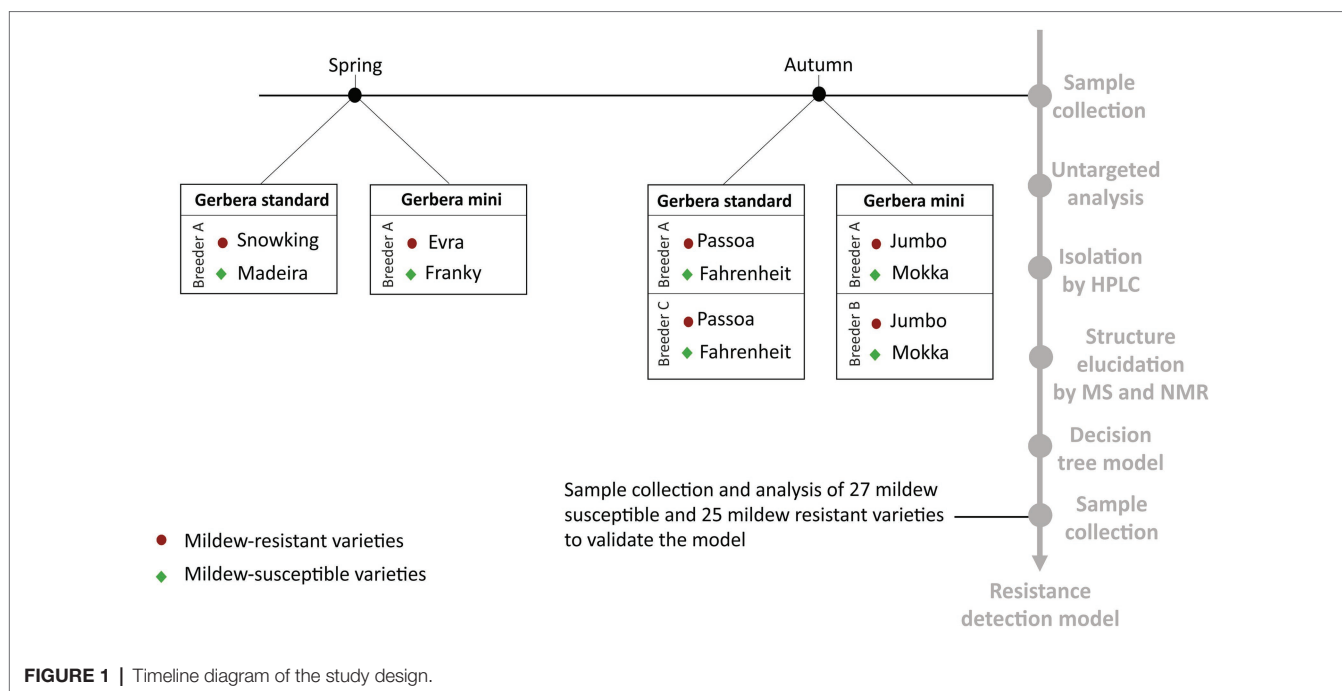 Spring
Autumn
Sample
collection
Untargeted
analysis
Isolation
by HPLC
Structure
elucidation
by MS and NMR
Decision
tree model
Sample
collection
Resistance
detection model
Gerbera standard
Breeder A
Snowking
Madeira
Gerbera mini
Breeder A
Evra
Franky
Gerbera standard
Breeder A
Passoa
Fahrenheit
Breeder C
Passoa
Fahrenheit
Gerbera mini
Breeder A
Jumbo
Mokka
Breeder B
Jumbo
Mokka
Sample collection and analysis of 27 mildew
susceptible and 25 mildew resistant varieties
to validate the model
Mildew-resistant varieties
Mildew-susceptible varieties
FIGURE 1 | Timeline diagram of the study design.